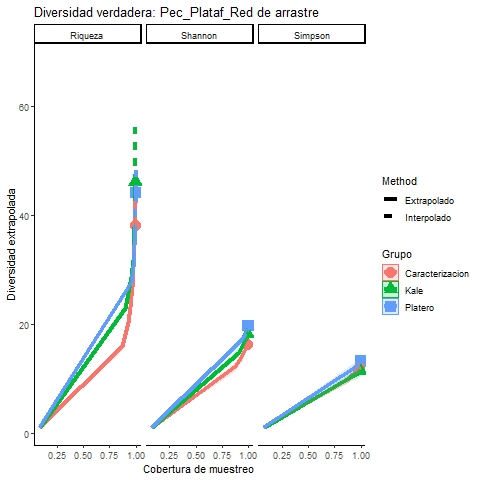 Diversidad verdadera: Pec_Plataf_Red de arrastre
Riqueza
Shannon
Simpson
Diversidad extrapolada
60
40
20
0
0.25 0.50 0.75 1.00
0.25 0.50 0.75 1.00
0.25 0.50 0.75 1.00
Cobertura de muestreo
Method
Extrapolado
Interpolado
Grupo
Caracterizacion
Kale
Platero